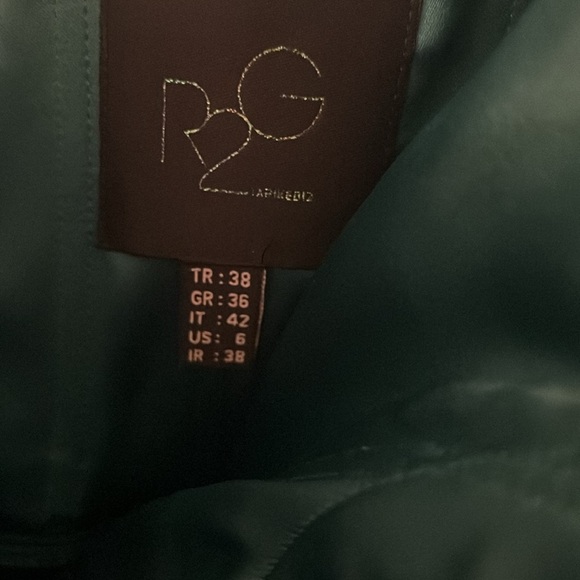 R2G
TR : 38
GR : 36
IT : 42
US : 6
IR : 38